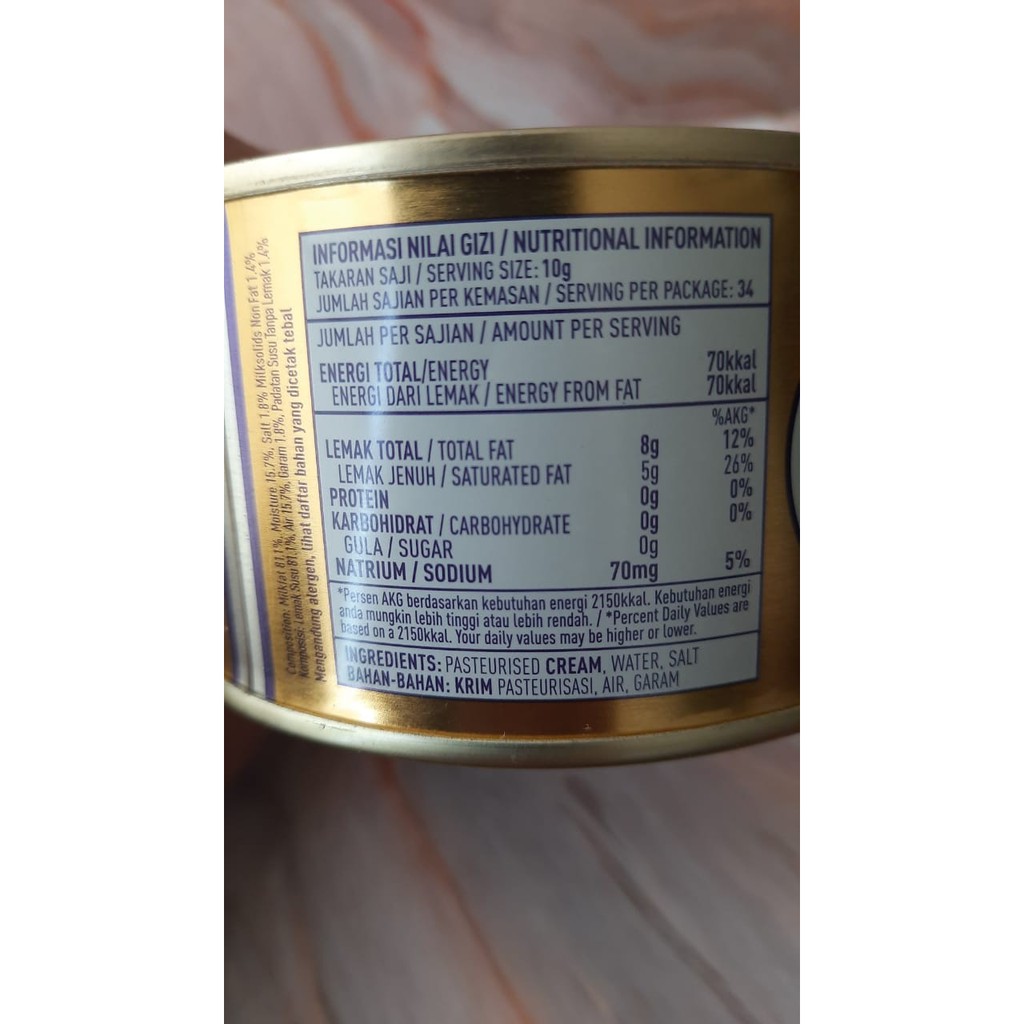 INFORMASI NILAI GIZI / NUTRITIONAL INFORMATION
TAKARAN SAJI / SERVING SIZE: 10g
JUMLAH SAJIAN PER KEMASAN / SERVING PER PACKAGE: 34
JUMLAH PER SAJIAN / AMOUNT PER SERVING
ENERGI TOTAL/ENERGY 70kkal
ENERGI DARI LEMAK / ENERGY FROM FAT 70kkal
%AKG*
LEMAK TOTAL / TOTAL FAT 8g 12%
LEMAK JENUH / SATURATED FAT 5g 26%
PROTEIN 0g 0%
KARBOHIDRAT / CARBOHYDRATE 0g 0%
GULA / SUGAR 0g
NATRIUM / SODIUM 70mg 5%
*Persen AKG berdasarkan kebutuhan energi 2150kkal. Kebutuhan energi
anda mungkin lebih tinggi atau lebih rendah. / *Percent Daily Values are
based on a 2150kkal. Your daily values may be higher or lower.
INGREDIENTS: PASTEURISED CREAM, WATER, SALT
BAHAN-BAHAN: KRIM PASTEURISASI, AIR, GARAM
Composition: Milkfat 81,1%, Moisture 15,7%, Salt 1,8% Milksolids Non Fat 1,4%
Komposisi: Lemak Susu 81,1%, Air 15,7%, Garam 1,8%, Padatan Susu Tanpa Lemak 1,4%
Mengandung alergen, lihat daftar bahan yang dicetak tebal